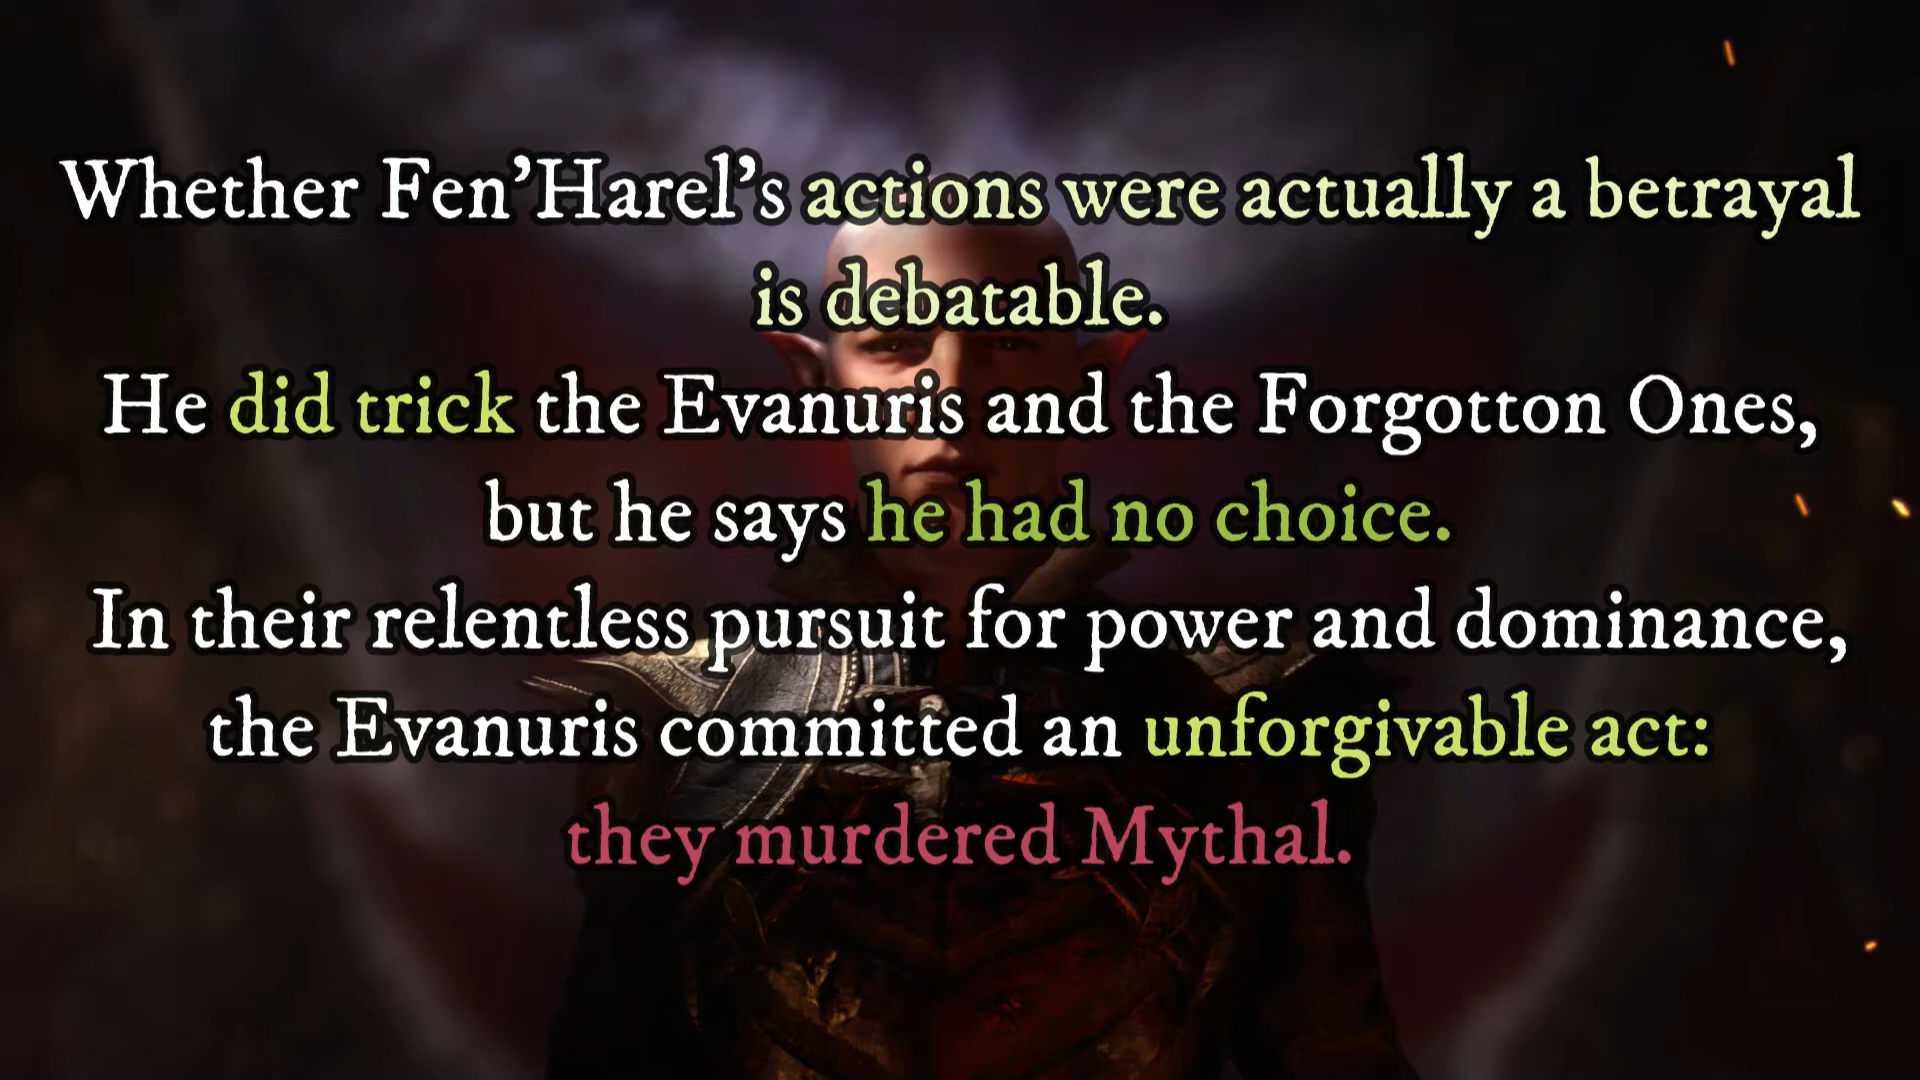 Whether Fen’Harel’s actions were actually a betrayal
is debatable.
He did trick the Evanuris and the Forgotton Ones,
but he says he had no choice.
In their relentless pursuit for power and dominance,
the Evanuris committed an unforgivable act:
they murdered Mythal.